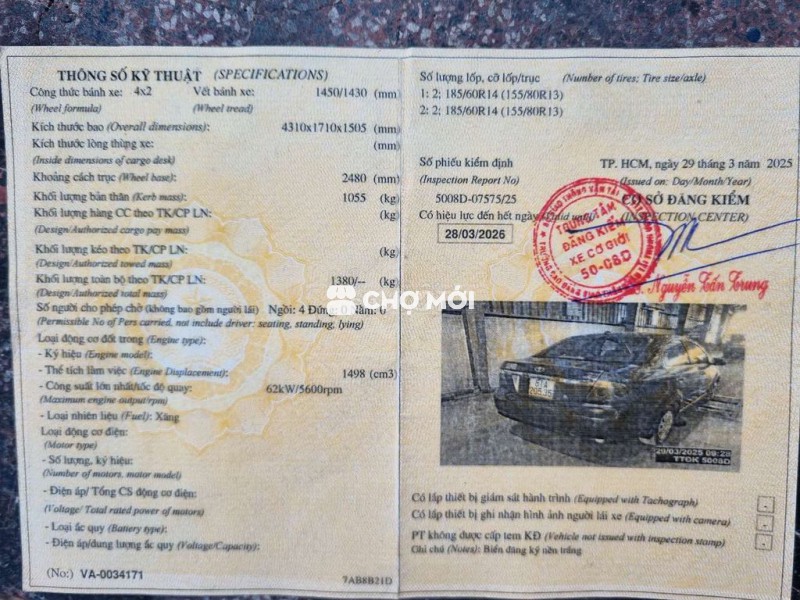 THÔNG SỐ KỸ THUẬT (SPECIFICATIONS)
Công thức bánh xe: 4x2 Vết bánh xe: 1450/1430 (mm)
(Wheel formula) (Wheel tread)
Kích thước bao (Overall dimensions): 4310x1710x1505 (mm)
Kích thước lòng thùng xe: (mm)
(Inside dimensions of cargo desk)
Khoảng cách trục (Wheel base): 2480 (mm)
Khối lượng bản thân (Kerb mass): 1055 (kg)
Khối lượng hàng CC theo TK/CP LN: (kg)
(Design/Authorized cargo pay mass)
Khối lượng kéo theo TK/CP LN: (kg)
(Design/Authorized towed mass)
Khối lượng toàn bộ theo TK/CP LN: 1380/-- (kg)
(Design/Authorized total mass)
Số người cho phép chở (không bao gồm người lái) Ngồi: 4 Đứng: 0 Nằm: 0
(Permissible No of Pers carried, not include driver: seating, standing, lying)
Loại động cơ đốt trong (Engine type):
- Ký hiệu (Engine model):
- Thể tích làm việc (Engine Displacement): 1498 (cm3)
- Công suất lớn nhất/tốc độ quay: 62kW/5600rpm
(Maximum engine output/rpm)
- Loại nhiên liệu (Fuel): Xăng
Loại động cơ điện:
(Motor type)
- Số lượng, ký hiệu:
(Number of motors, motor model)
- Điện áp/ Tổng CS động cơ điện:
(Voltage/ Total rated power of motors)
- Loại ắc quy (Battery type):
- Điện áp/dung lượng ắc quy (Voltage/Capacity):
(No:) VA-0034171
7AB8B21D
CHỢ MỚI
Số lượng lốp, cỡ lốp/trục (Number of tires; Tire size/axle)
1: 2; 185/60R14 (155/80R13)
2: 2; 185/60R14 (155/80R13)
Số phiếu kiểm định TP. HCM, ngày 29 tháng 3 năm 2025
(Inspection Report No) (Issued on: Day/Month/Year)
5008D-07575/25 CƠ SỞ ĐĂNG KIỂM
Có hiệu lực đến hết ngày (INSPECTION CENTER)
28/03/2026
TRUNG TÂM
ĐĂNG KIỂM
XE CƠ GIỚI
50-08D
Nguyễn Tấn Trung
29/03/2025 09:28
TTDK 5008D
Có lắp thiết bị giám sát hành trình (Equipped with Tachograph)
Có lắp thiết bị ghi nhận hình ảnh người lái xe (Equipped with camera)
PT không được cấp tem KĐ (Vehicle not issued with inspection stamp)
Ghi chú (Notes): Biển đăng ký nền trắng